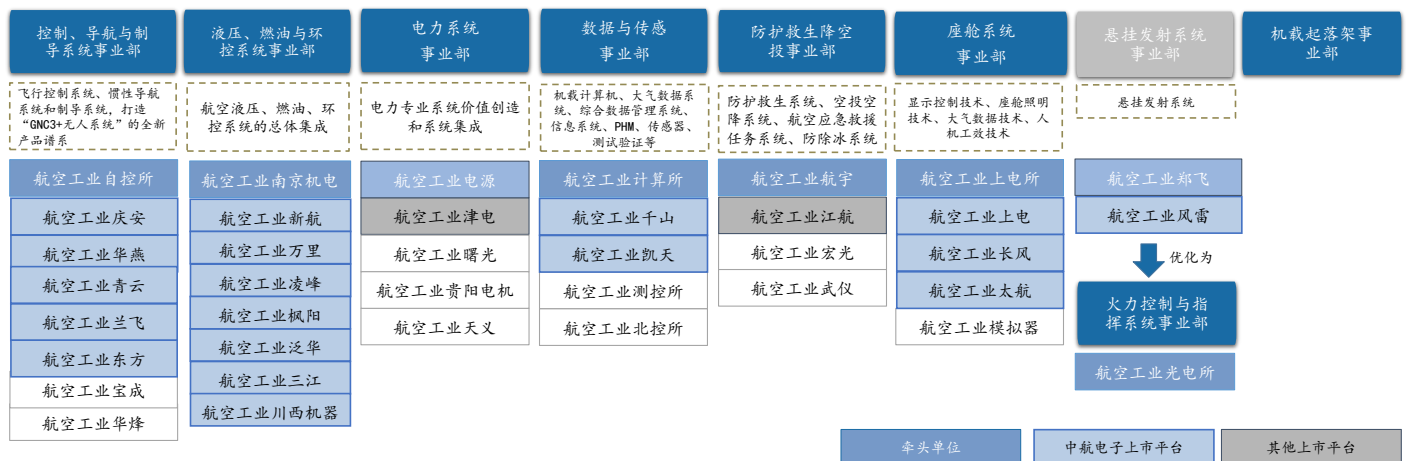 控制、导航与制
导系统事业部
液压、燃油与环
控系统事业部
电力系统
事业部
数据与传感
事业部
防护救生降空
投事业部
座舱系统
事业部
悬挂发射系统
事业部
机载起落架事
业部
飞行控制系统、惯性导航
系统和制导系统，打造
“GNC3+无人系统”的全新
产品谱系
航空液压、燃油、环
控系统的总体集成
电力专业系统价值创造
和系统集成
机载计算机、大气数据系
统、综合数据管理系统、
信息系统、PHM、传感器、
测试验证等
防护救生系统、空投空
降系统、航空应急救援
任务系统、防除冰系统
显示控制技术、座舱照明
技术、大气数据技术、人
机工效技术
悬挂发射系统
航空工业自控所
航空工业庆安
航空工业华燕
航空工业青云
航空工业兰飞
航空工业东方
航空工业宝成
航空工业华烽
航空工业南京机电
航空工业新航
航空工业万里
航空工业凌峰
航空工业枫阳
航空工业泛华
航空工业三江
航空工业川西机器
航空工业电源
航空工业津电
航空工业曙光
航空工业贵阳电机
航空工业天义
航空工业计算所
航空工业千山
航空工业凯天
航空工业测控所
航空工业北控所
航空工业航宇
航空工业江航
航空工业宏光
航空工业武仪
航空工业上电所
航空工业上电
航空工业长风
航空工业太航
航空工业模拟器
航空工业郑飞
航空工业风雷
优化为
火力控制与指
挥系统事业部
航空工业光电所
牵头单位
中航电子上市平台
其他上市平台